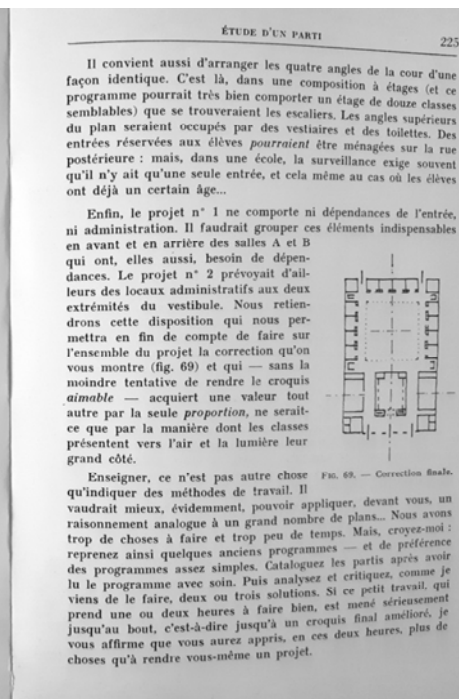 ÉTUDE D'UN PARTI
225
Il convient aussi d'arranger les quatre angles de la cour d'une
façon identique. C'est là, dans une composition à étages (et ce
programme pourrait très bien comporter un étage de douze classes
semblables) que se trouveraient les escaliers. Les angles supérieurs
du plan seraient occupés par des vestiaires et des toilettes. Des
entrées réservées aux élèves pourraient être ménagées sur la rue
postérieure : mais, dans une école, la surveillance exige souvent
qu'il n'y ait qu'une seule entrée, et cela même au cas où les élèves
ont déjà un certain âge...
Enfin, le projet n° 1 ne comporte ni dépendances de l'entrée,
ni administration. Il faudrait grouper ces éléments indispensables
en avant et en arrière des salles A et B
qui ont, elles aussi, besoin de dépen-
dances. Le projet n° 2 prévoyait d'ail-
leurs des locaux administratifs aux deux
extrémités du vestibule. Nous retien-
drons cette disposition qui nous per-
mettra en fin de compte de faire sur
l'ensemble du projet la correction qu'on
vous montre (fig. 69) et qui — sans la
moindre tentative de rendre le croquis
aimable — acquiert une valeur tout
autre par la seule proportion, ne serait-
ce que par la manière dont les classes
présentent vers l'air et la lumière leur
grand côté.
Fig. 69. — Correction finale.
Enseigner, ce n'est pas autre chose
qu'indiquer des méthodes de travail. Il
vaudrait mieux, évidemment, pouvoir appliquer, devant vous, un
raisonnement analogue à un grand nombre de plans... Nous avons
trop de choses à faire et trop peu de temps. Mais, croyez-moi :
reprenez ainsi quelques anciens programmes — et de préférence
des programmes assez simples. Cataloguez les partis après avoir
lu le programme avec soin. Puis analysez et critiquez, comme je
viens de le faire, deux ou trois solutions. Si ce petit travail, qui
prend une ou deux heures à faire bien, est mené sérieusement
jusqu'au bout, c'est-à-dire jusqu'à un croquis final amélioré, je
vous affirme que vous aurez appris, en ces deux heures, plus de
choses qu'à rendre vous-même un projet.